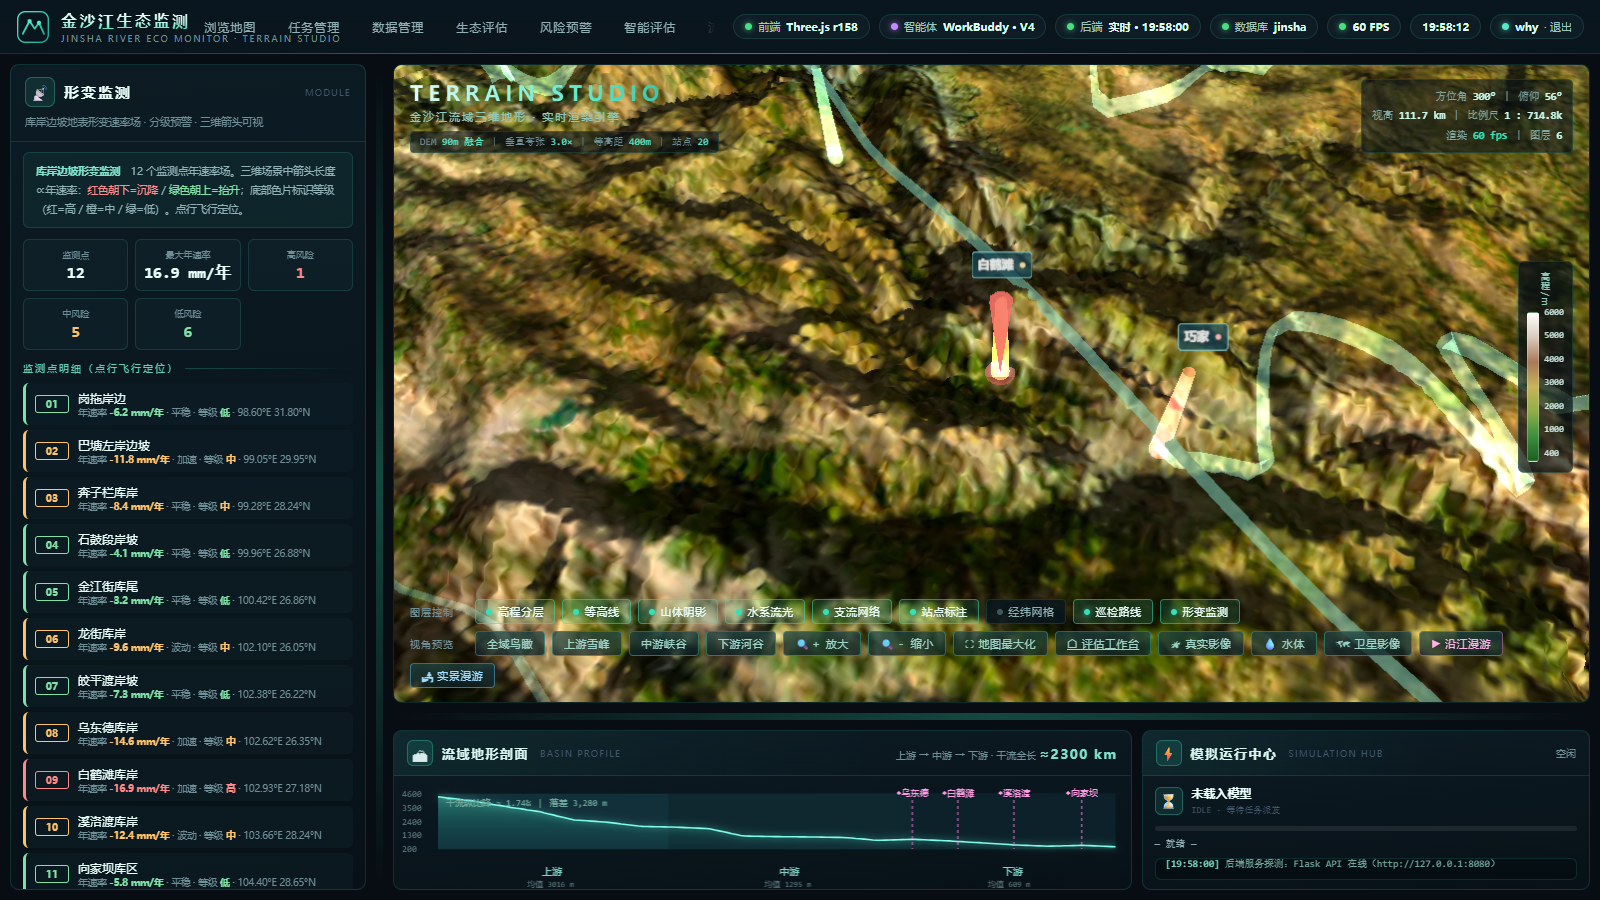 金沙江生态监测
JINSHA RIVER ECO MONITOR · TERRAIN STUDIO
浏览地图 任务管理 数据管理 生态评估 风险预警 智能评估
前端 Three.js r158
智能体 WorkBuddy • V4
后端 实时 • 19:58:00
数据库 jinsha
60 FPS
19:58:12
why · 退出
形变监测 MODULE
库岸边坡地表形变速率场 · 分级预警 · 三维箭头可视
库岸边坡形变监测 12 个监测点年速率场。三维场景中箭头长度
∝年速率: 红色朝下=沉降 / 绿色朝上=抬升; 底部色片标识等级
(红=高 / 橙=中 / 绿=低) 。点行飞行定位。
监测点 12
最大年速率 16.9 mm/年
高风险 1
中风险 5
低风险 6
监测点明细 (点行飞行定位)
01 岗拖岸边
年速率 -6.2 mm/年 · 平稳 · 等级 低 · 98.60°E 31.80°N
02 巴塘左岸边坡
年速率 -11.8 mm/年 · 加速 · 等级 中 · 99.05°E 29.95°N
03 奔子栏库岸
年速率 -8.4 mm/年 · 平稳 · 等级 中 · 99.28°E 28.24°N
04 石鼓段岸坡
年速率 -4.1 mm/年 · 平稳 · 等级 低 · 99.96°E 26.88°N
05 金江街库尾
年速率 -3.2 mm/年 · 平稳 · 等级 低 · 100.42°E 26.86°N
06 龙街库岸
年速率 -9.6 mm/年 · 波动 · 等级 中 · 102.10°E 26.05°N
07 皎平渡岸坡
年速率 -7.3 mm/年 · 平稳 · 等级 低 · 102.38°E 26.22°N
08 乌东德库岸
年速率 -14.6 mm/年 · 加速 · 等级 中 · 102.62°E 26.35°N
09 白鹤滩库岸
年速率 -16.9 mm/年 · 加速 · 等级 高 · 102.93°E 27.18°N
10 溪洛渡库岸
年速率 -12.4 mm/年 · 波动 · 等级 中 · 103.66°E 28.24°N
11 向家坝库区
年速率 -5.8 mm/年 · 平稳 · 等级 低 · 104.40°E 28.65°N
TERRAIN STUDIO
金沙江流域三维地形 · 实时渲染引擎
DEM 90m 融合 | 垂直夸张 3.0× | 等高距 400m | 站点 20
方位角 300° | 俯仰 56°
视高 111.7 km | 比例尺 1 : 714.8k
渲染 60 fps | 图层 6
白鹤滩
巧家
高程/m
6000
5000
4000
3000
2000
1000
400
图层控制 高程分层 等高线 山体阴影 水系流光 支流网络 站点标注 经纬网格 巡检路线 形变监测
视角预览 全域鸟瞰 上游雪峰 中游峡谷 下游河谷 + 放大 - 缩小 地图最大化 评估工作台 真实影像 水体 卫星影像 沿江漫游
实景漫游
流域地形剖面 BASIN PROFILE
上游 → 中游 → 下游 · 干流全长 ≈2300 km
4600
3500
2400
1300
200
干流纵比降 ≈ 1.74‰ | 落差 3,280 m
乌东德 白鹤滩 溪洛渡 向家坝
上游 中游 下游
均值 3016 m 均值 1295 m 均值 609 m
模拟运行中心 SIMULATION HUB 空闲
未载入模型
IDLE · 等待任务派发
— 就绪 —
[19:58:00] 后端服务探测: Flask API 在线 (http://127.0.0.1:8080)